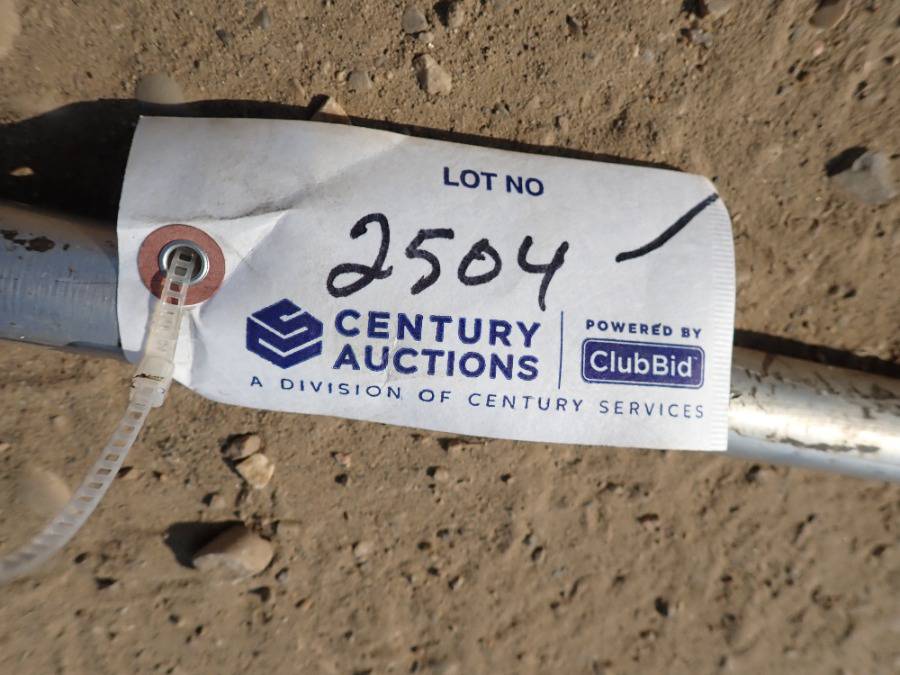 LOT NO
2504
CENTURY AUCTIONS
POWERED BY
ClubBid
A DIVISION OF CENTURY SERVICES